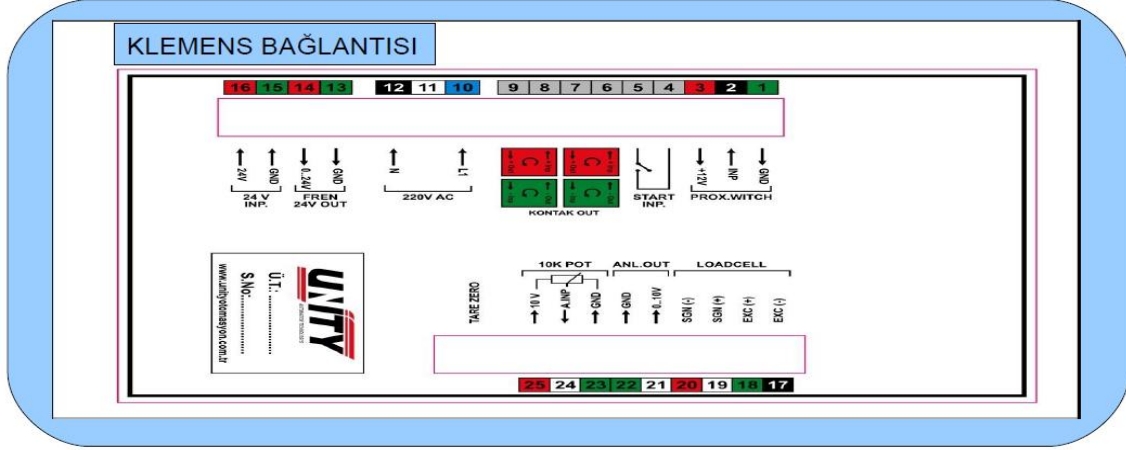 KLEMENS BAĞLANTISI
16 15 14 13 12 11 10 9 8 7 6 5 4 3 2 1
24V GND 0..24V GND N L1 +12V INP GND
24 V INP.
FREN 24V OUT
220V AC
C C
C C
KONTAK OUT
START INP.
PROX.WITCH
10K POT ANL.OUT LOADCELL
TARE ZERO 10 V A.INP GND GND 0..10V SGN (-) SGN (+) EXC (+) EXC (-)
25 24 23 22 21 20 19 18 17
UNİTY
Ü.T.:
S.No:
www.unityotomasyon.com.tr